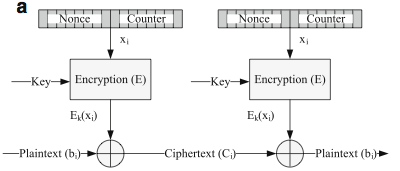 a
Nonce Counter Nonce Counter
xᵢ xᵢ
Key Encryption (E) Key Encryption (E)
Eₖ(xᵢ) Eₖ(xᵢ)
Plaintext (bᵢ) Ciphertext (Cᵢ) Plaintext (bᵢ)